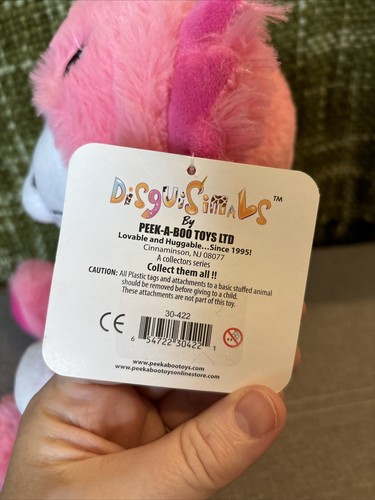 DisguiSimaLs™
By
PEEK-A-BOO TOYS LTD
Lovable and Huggable...Since 1995!
Cinnaminson, NJ 08077
A collectors series
Collect them all !!
CAUTION: All Plastic tags and attachments to a basic stuffed animal
should be removed before giving to a child.
These attachments are not part of this toy.
30-422
CE
6 54722 30422 1
www.peekabootoys.com
www.peekabootoysonlinestore.com